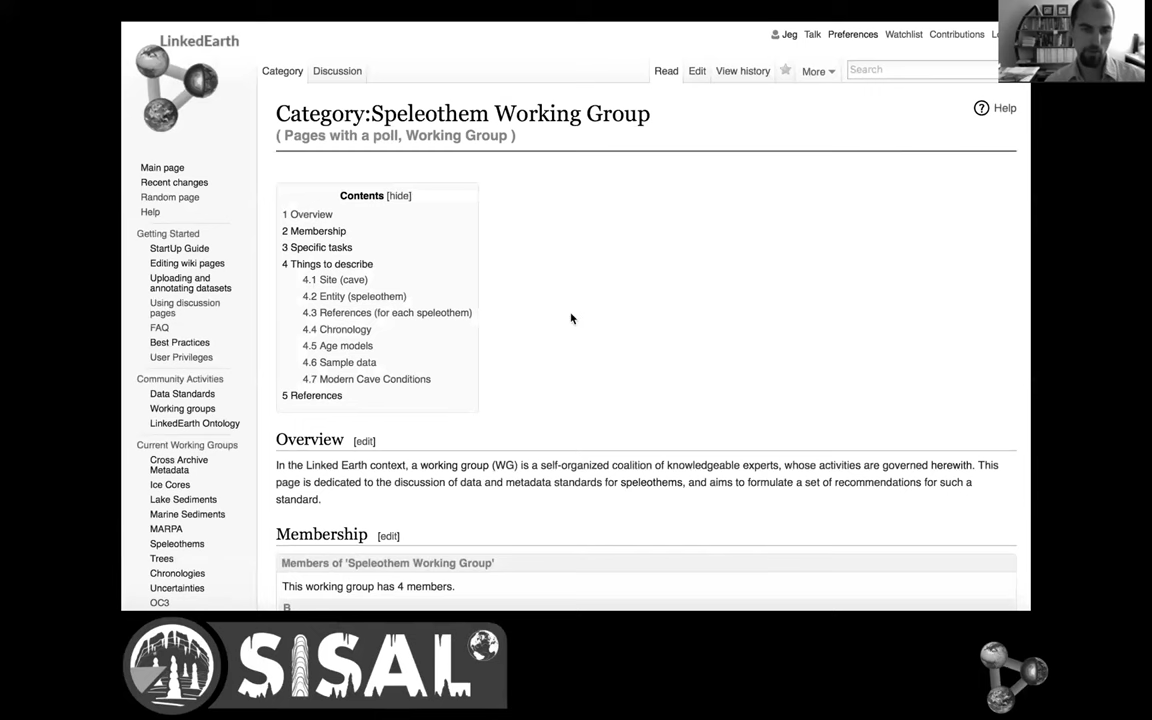 LinkedEarth
Jeg Talk Preferences Watchlist Contributions
Category Discussion Read Edit View history More Search
Category:Speleothem Working Group
( Pages with a poll, Working Group )
Help
Main page
Recent changes
Random page
Help
Getting Started
StartUp Guide
Editing wiki pages
Uploading and
annotating datasets
Using discussion
pages
FAQ
Best Practices
User Privileges
Community Activities
Data Standards
Working groups
LinkedEarth Ontology
Current Working Groups
Cross Archive
Metadata
Ice Cores
Lake Sediments
Marine Sediments
MARPA
Speleothems
Trees
Chronologies
Uncertainties
OC3
Contents [hide]
1 Overview
2 Membership
3 Specific tasks
4 Things to describe
4.1 Site (cave)
4.2 Entity (speleothem)
4.3 References (for each speleothem)
4.4 Chronology
4.5 Age models
4.6 Sample data
4.7 Modern Cave Conditions
5 References
Overview [edit]
In the Linked Earth context, a working group (WG) is a self-organized coalition of knowledgeable experts, whose activities are governed herewith. This
page is dedicated to the discussion of data and metadata standards for speleothems, and aims to formulate a set of recommendations for such a
standard.
Membership [edit]
Members of 'Speleothem Working Group'
This working group has 4 members.
B
SISAL